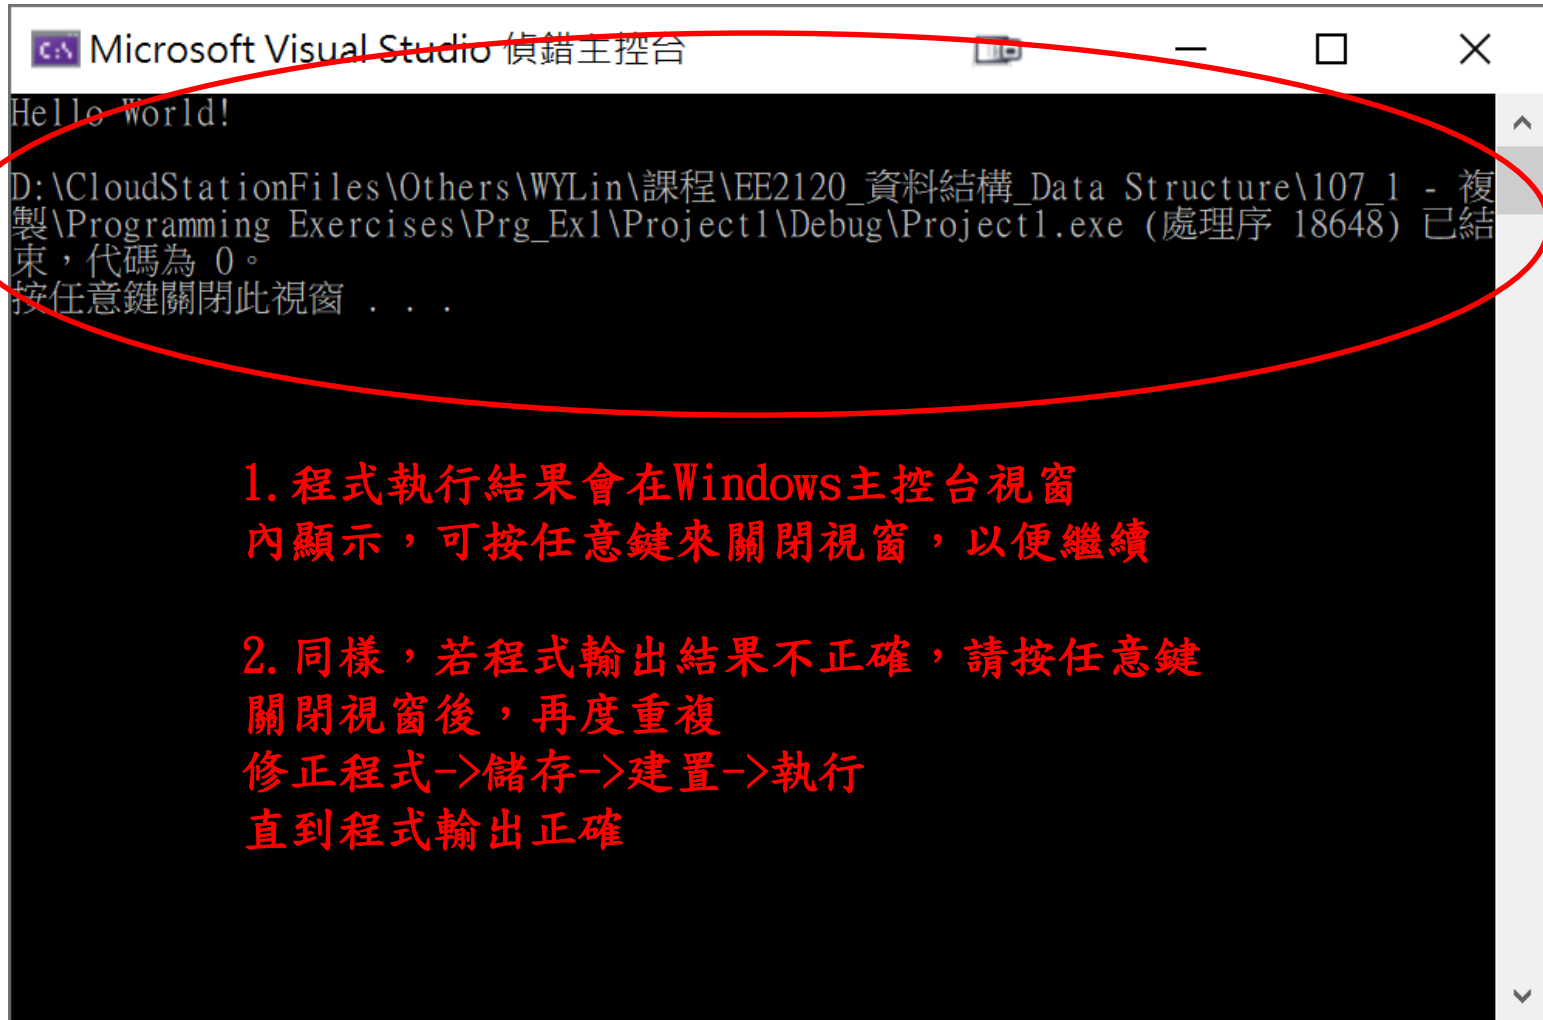 Microsoft Visual Studio 偵錯主控台
Hello World!
D:\CloudStationFiles\Others\WYLin\課程\EE2120_資料結構_Data Structure\107_1 - 複
製\Programming Exercises\Prg_Ex1\Project1\Debug\Project1.exe (處理序 18648) 已結
束，代碼為 0。
按任意鍵關閉此視窗 . . .
1.程式執行結果會在Windows主控台視窗
內顯示，可按任意鍵來關閉視窗，以便繼續
2.同樣，若程式輸出結果不正確，請按任意鍵
關閉視窗後，再度重複
修正程式->儲存->建置->執行
直到程式輸出正確